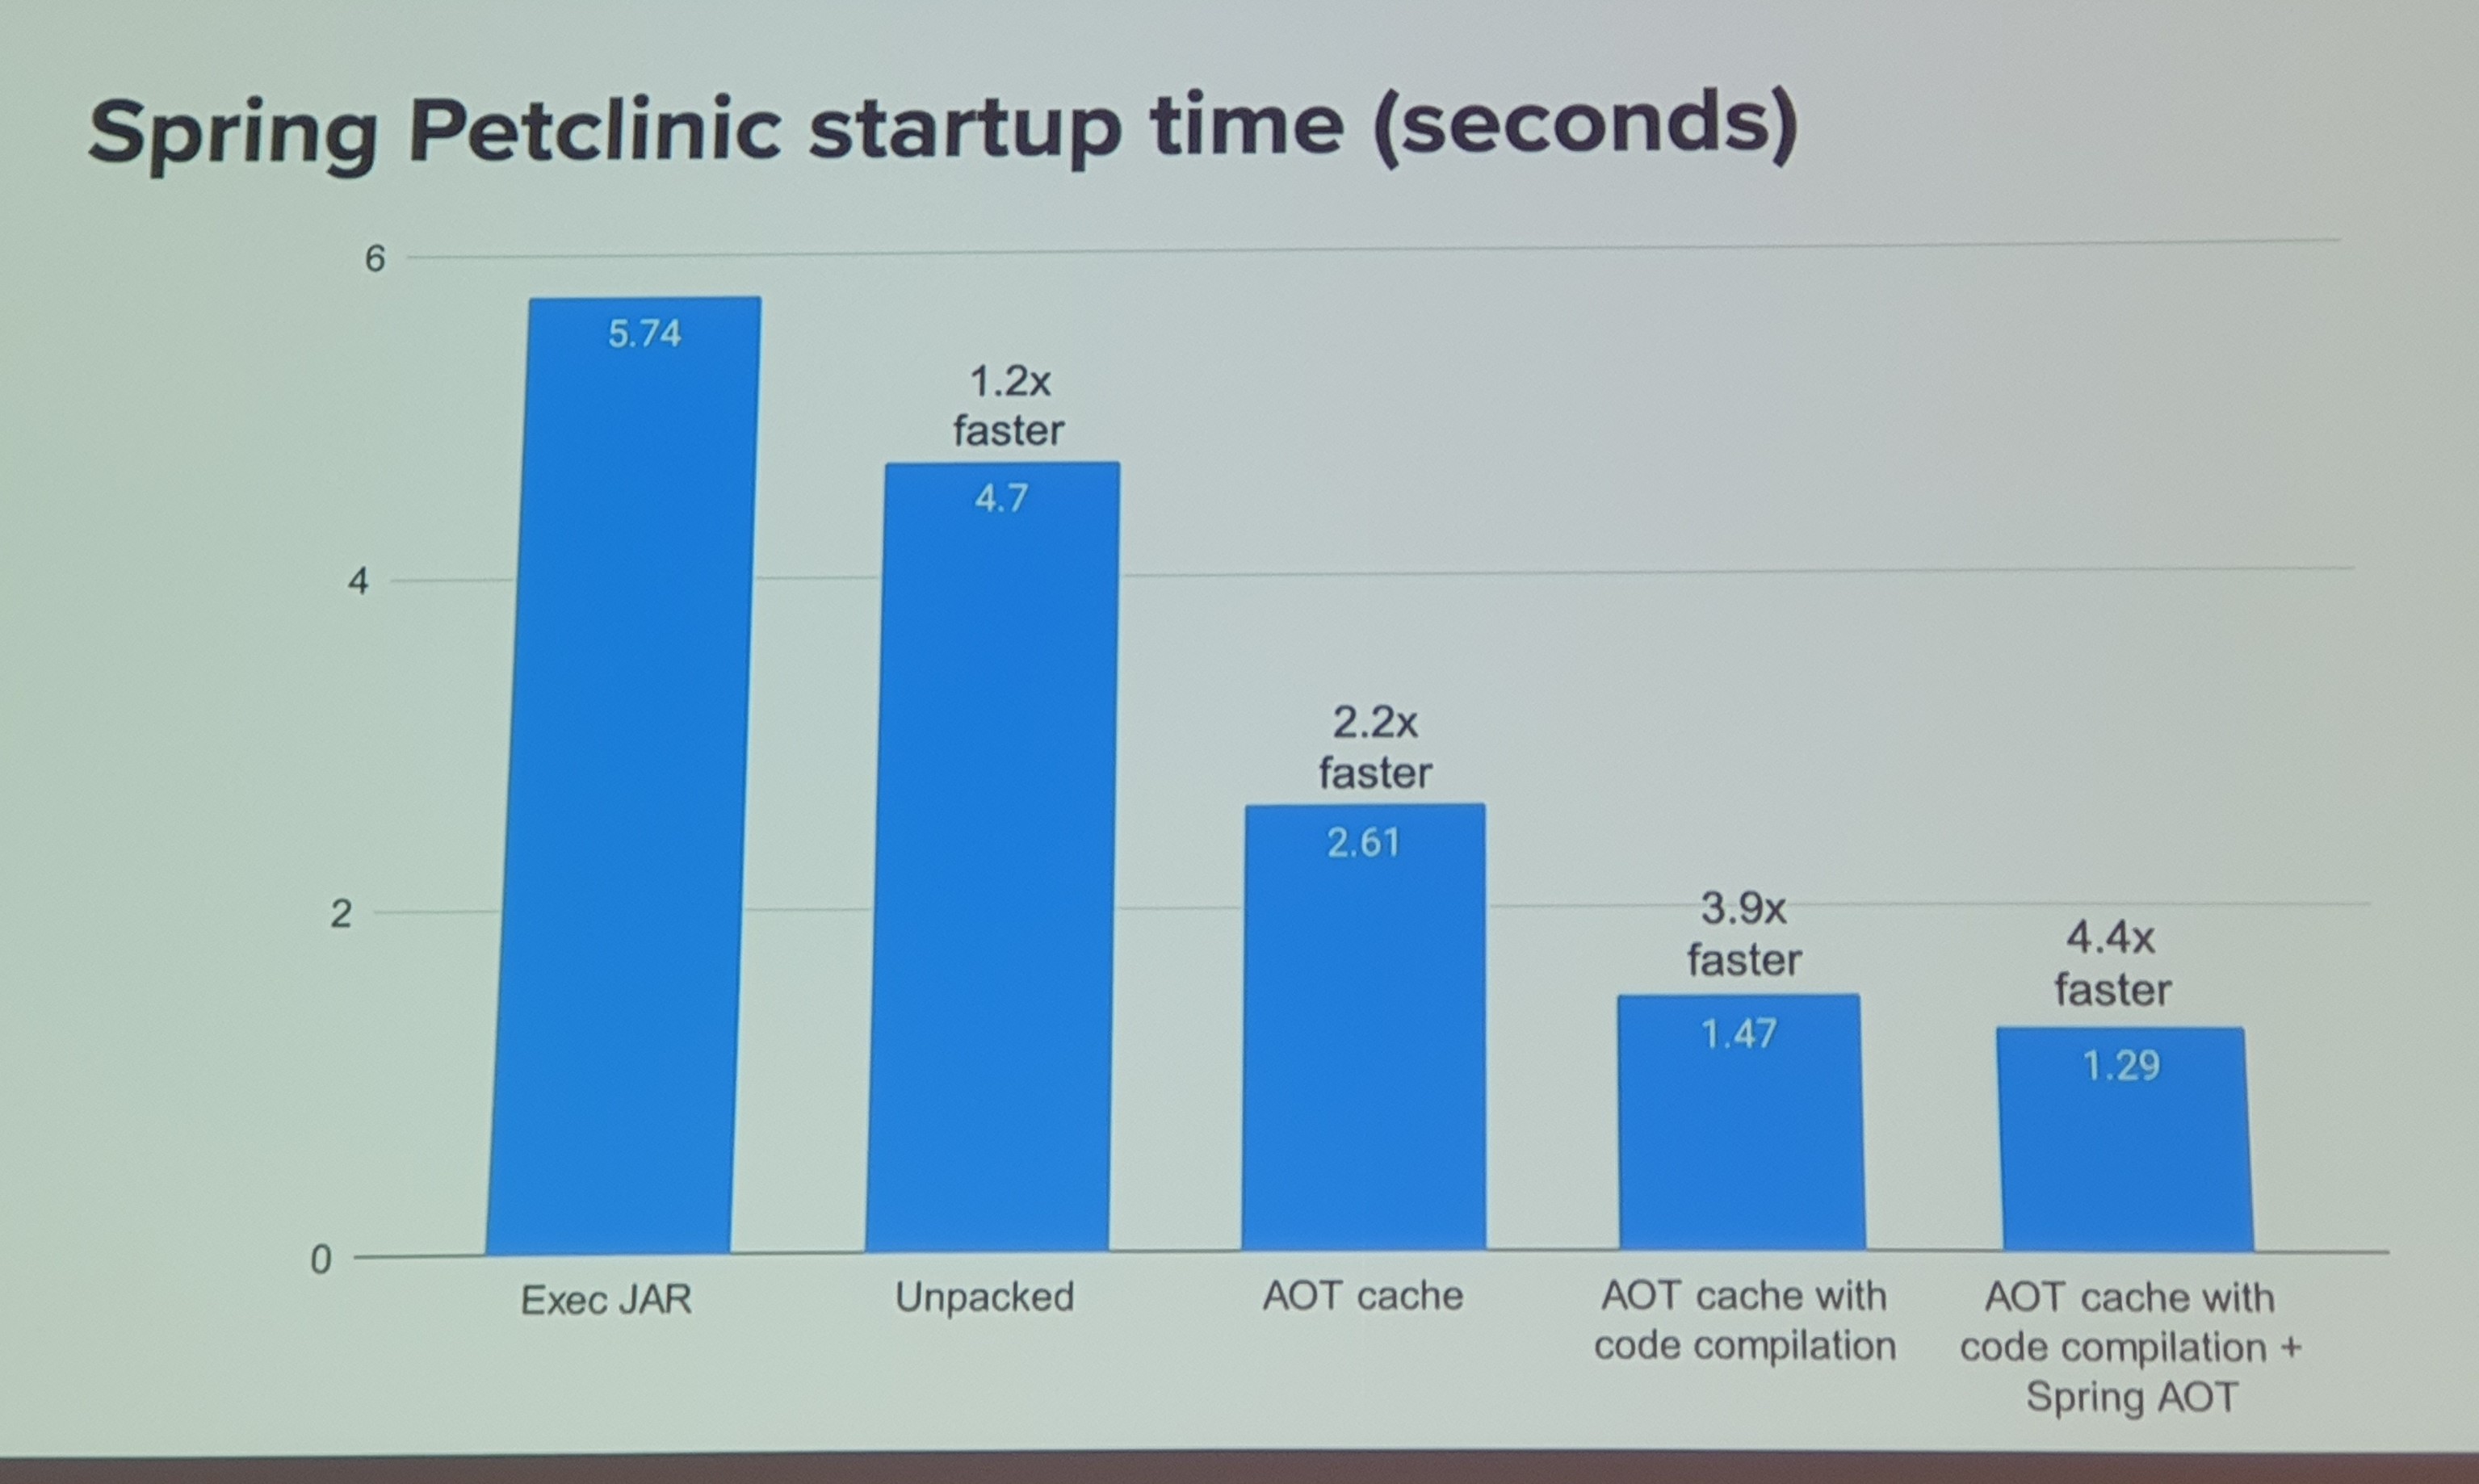 Spring Petclinic startup time (seconds)
6
5.74
1.2x
faster
4.7
4
2.2x
faster
2.61
2
3.9x
faster
1.47
4.4x
faster
1.29
0
Exec JAR
Unpacked
AOT cache
AOT cache with
code compilation
AOT cache with
code compilation +
Spring AOT